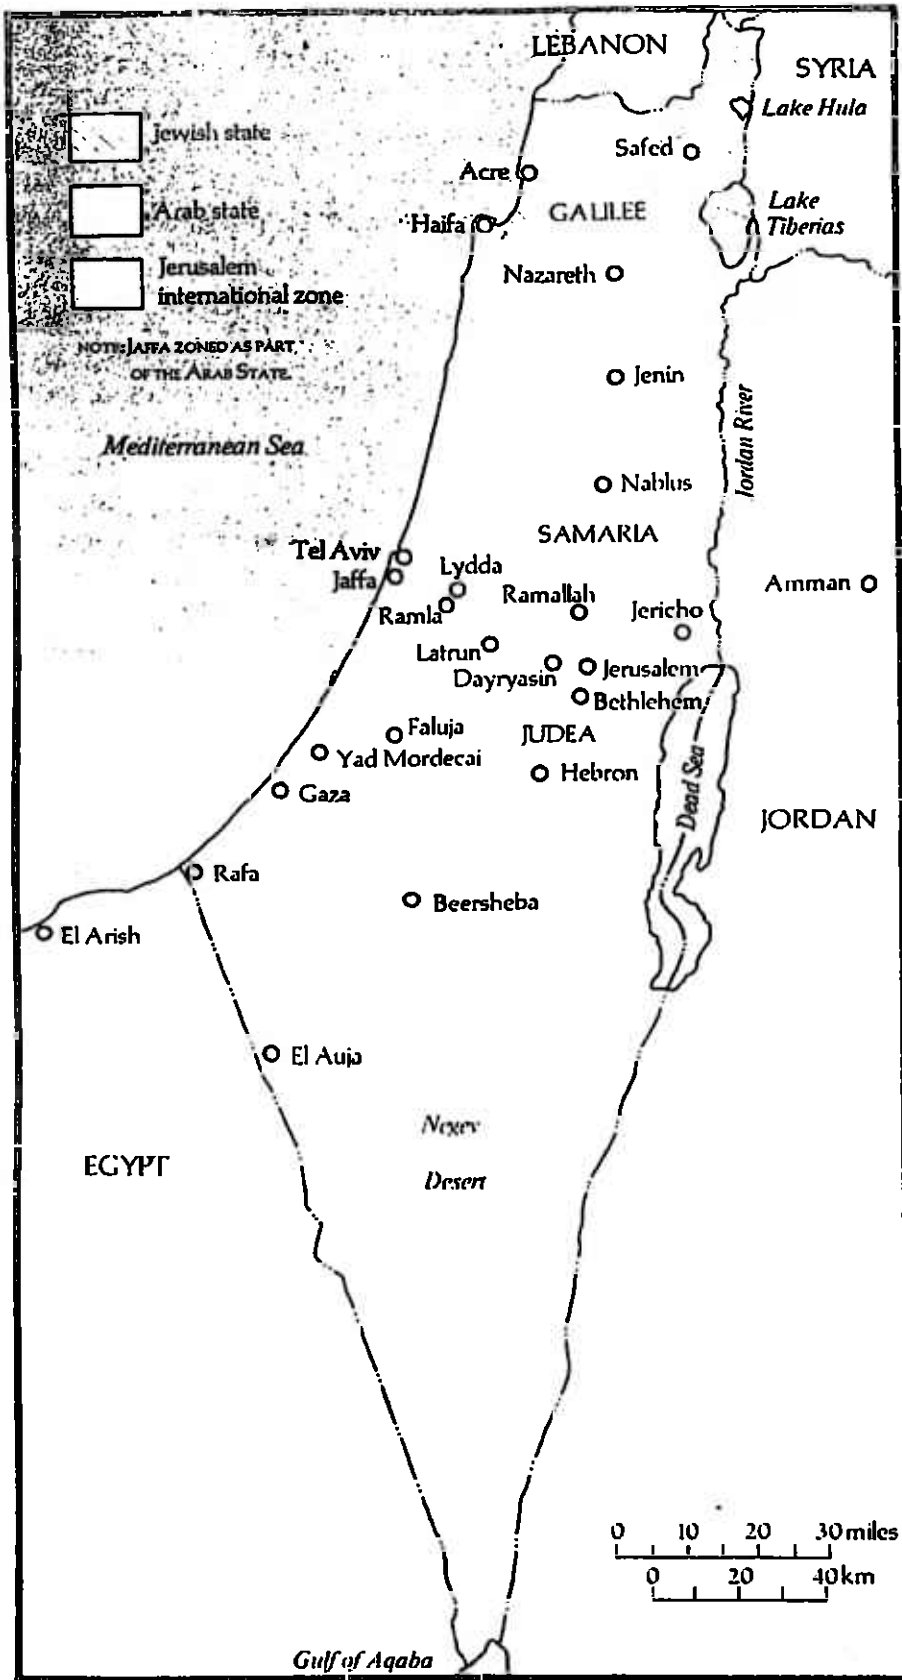 LEBANON
SYRIA
Lake Hula
Jewish state
Safed
Acre
Arab state
GALILEE
Lake
Tiberias
Haifa
Jerusalem
international zone
Nazareth
NOTE: JAFFA ZONED AS PART
OF THE ARAB STATE.
Jenin
Jordan River
Mediterranean Sea
Nablus
SAMARIA
Tel Aviv
Jaffa
Lydda
Amman
Ramallah
Jericho
Ramla
Latrun
Dayryasin
Jerusalem
Bethlehem
Faluja
JUDEA
Yad Mordecai
Hebron
Dead Sea
Gaza
JORDAN
Rafa
Beersheba
El Arish
El Auja
Negev
Desert
EGYPT
0 10 20 30 miles
0 20 40 km
Gulf of Aqaba